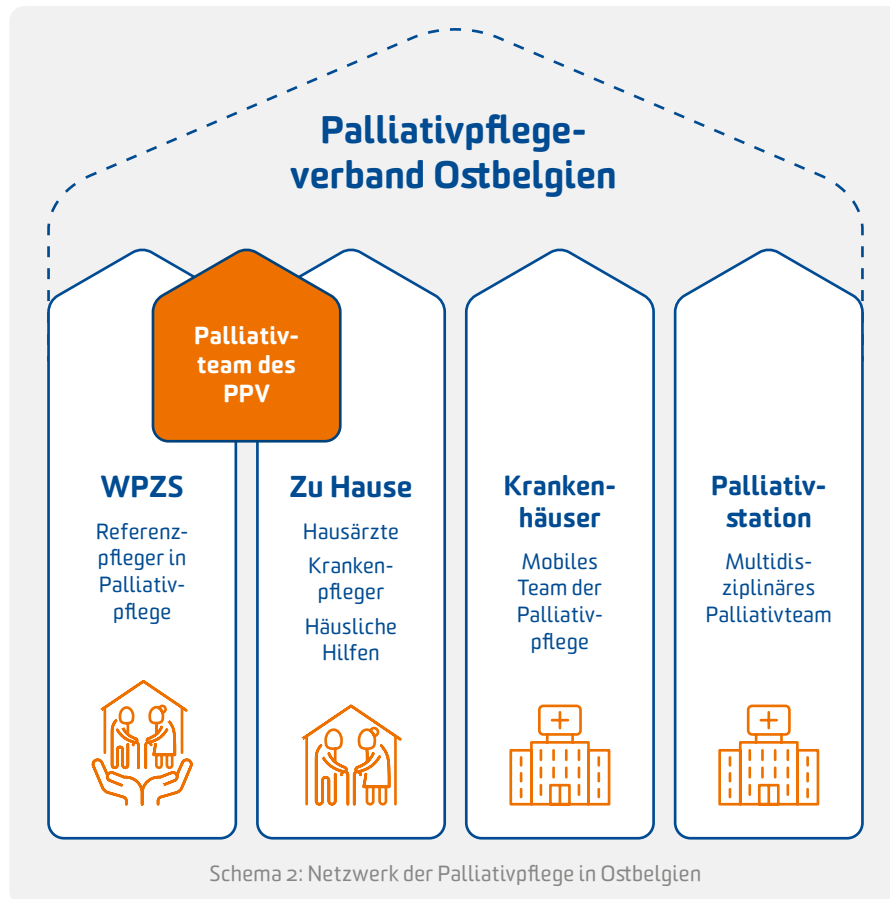 Palliativpflege-
verband Ostbelgien
Palliativ-
team des
PPV
WPZS
Referenz-
pfleger in
Palliativ-
pflege
Zu Hause
Hausärzte
Kranken-
pfleger
Häusliche
Hilfen
Kranken-
häuser
Mobiles
Team der
Palliativ-
pflege
Palliativ-
station
Multidis-
ziplinäres
Palliativteam
Schema 2: Netzwerk der Palliativpflege in Ostbelgien